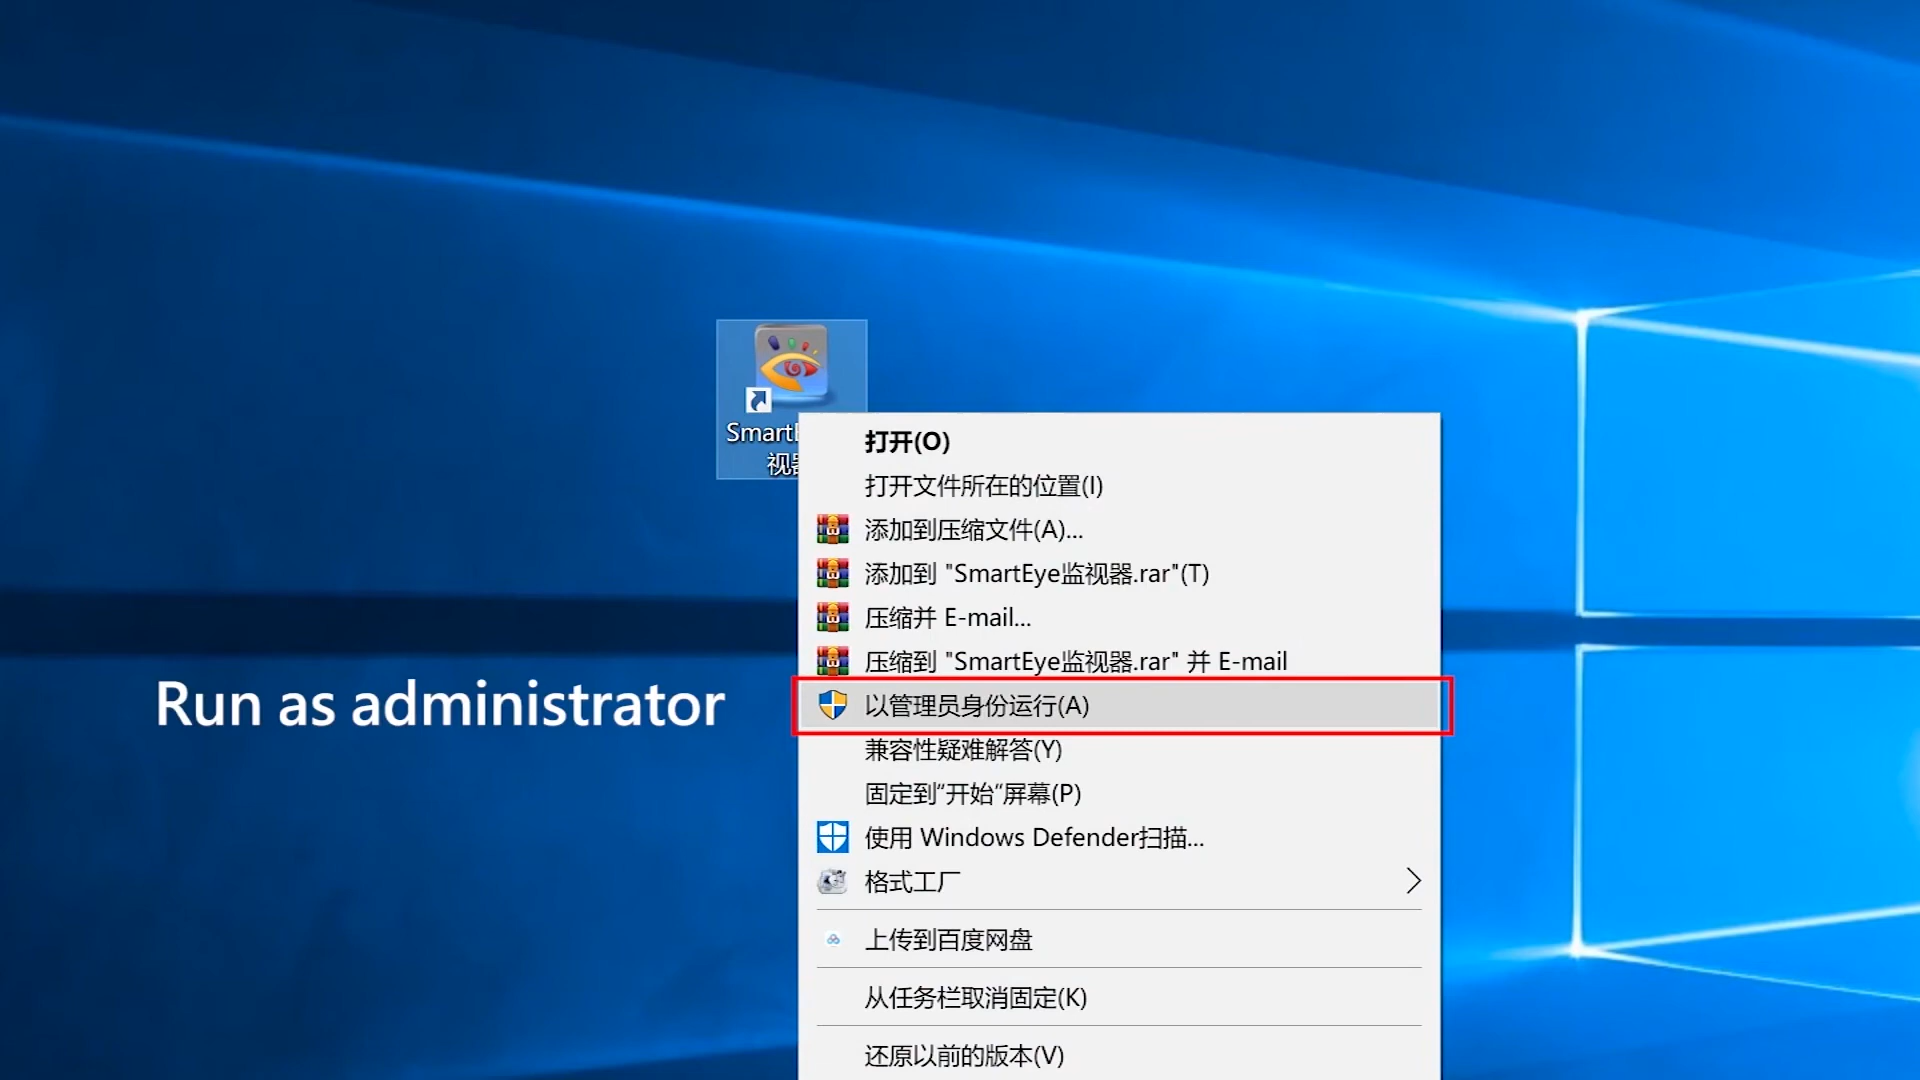 SmartE
视器
打开(O)
打开文件所在的位置(I)
添加到压缩文件(A)...
添加到 "SmartEye监视器.rar"(T)
压缩并 E-mail...
压缩到 "SmartEye监视器.rar" 并 E-mail
Run as administrator
以管理员身份运行(A)
兼容性疑难解答(Y)
固定到"开始"屏幕(P)
使用 Windows Defender扫描...
格式工厂
上传到百度网盘
从任务栏取消固定(K)
还原以前的版本(V)